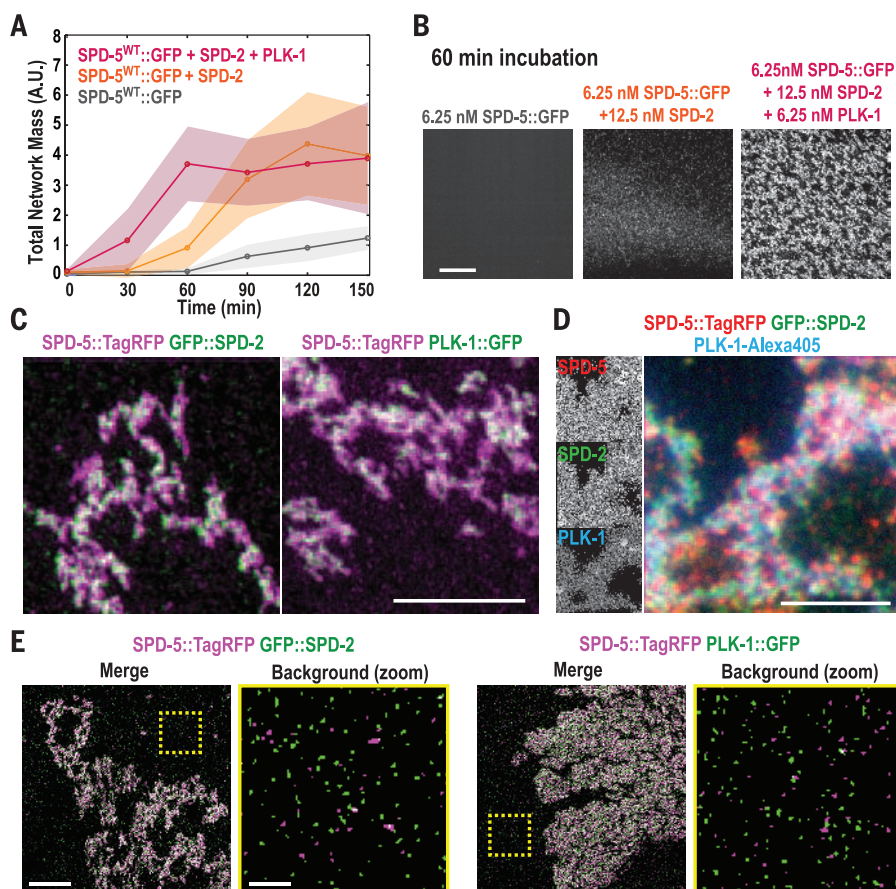 A
Total Network Mass (A.U.)
8
7
6
5
4
3
2
1
0
SPD-5WT::GFP + SPD-2 + PLK-1
SPD-5WT::GFP + SPD-2
SPD-5WT::GFP
0 30 60 90 120 150
Time (min)
B
60 min incubation
6.25 nM SPD-5::GFP
6.25 nM SPD-5::GFP
+12.5 nM SPD-2
6.25nM SPD-5::GFP
+ 12.5 nM SPD-2
+ 6.25 nM PLK-1
C
SPD-5::TagRFP GFP::SPD-2
SPD-5::TagRFP PLK-1::GFP
D
SPD-5::TagRFP GFP::SPD-2
PLK-1-Alexa405
SPD-5
SPD-2
PLK-1
E
SPD-5::TagRFP GFP::SPD-2
Merge
Background (zoom)
SPD-5::TagRFP PLK-1::GFP
Merge
Background (zoom)